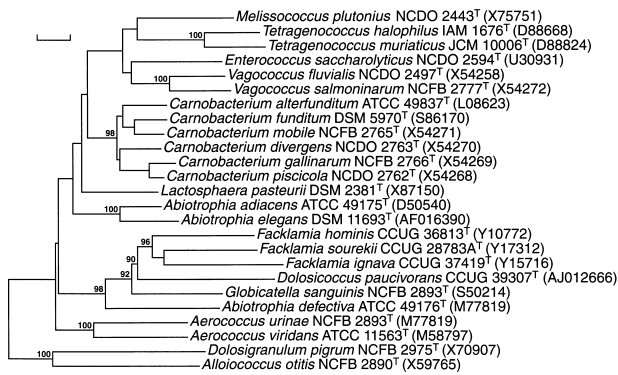 Melissococcus plutonius NCDO 2443T (X75751)
Tetragenococcus halophilus IAM 1676T (D88668)
100
Tetragenococcus muriaticus JCM 10006T (D88824)
Enterococcus saccharolyticus NCDO 2594T (U30931)
Vagococcus fluvialis NCDO 2497T (X54258)
100
Vagococcus salmoninarum NCFB 2777T (X54272)
Carnobacterium alterfunditum ATCC 49837T (L08623)
Carnobacterium funditum DSM 5970T (S86170)
98
Carnobacterium mobile NCFB 2765T (X54271)
Carnobacterium divergens NCDO 2763T (X54270)
Carnobacterium gallinarum NCFB 2766T (X54269)
Carnobacterium piscicola NCDO 2762T (X54268)
Lactosphaera pasteurii DSM 2381T (X87150)
Abiotrophia adiacens ATCC 49175T (D50540)
100
Abiotrophia elegans DSM 11693T (AF016390)
Facklamia hominis CCUG 36813T (Y10772)
96
Facklamia sourekii CCUG 28783AT (Y17312)
90
Facklamia ignava CCUG 37419T (Y15716)
92
Dolosicoccus paucivorans CCUG 39307T (AJ012666)
98
Globicatella sanguinis NCFB 2893T (S50214)
Abiotrophia defectiva ATCC 49176T (M77819)
Aerococcus urinae NCFB 2893T (M77819)
100
Aerococcus viridans ATCC 11563T (M58797)
Dolosigranulum pigrum NCFB 2975T (X70907)
100
Alloiococcus otitis NCFB 2890T (X59765)